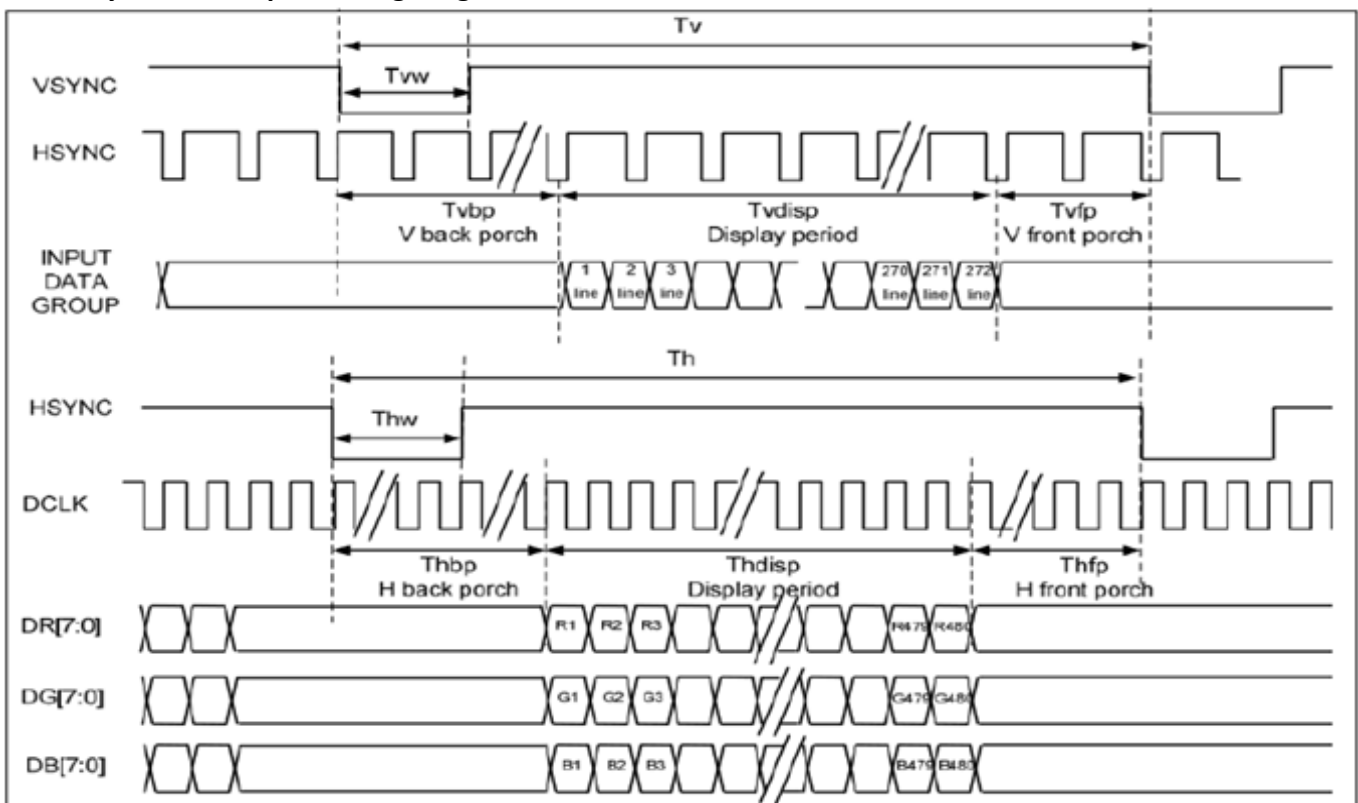 Tv
VSYNC
Tvw
HSYNC
Tvbp
V back porch
Tvdisp
Display period
Tvfp
V front porch
INPUT
DATA
GROUP
1
line
2
line
3
line
270
line
271
line
272
line
Th
HSYNC
Thw
DCLK
Thbp
H back porch
Thdisp
Display period
Thfp
H front porch
DR[7:0]
R1 R2 R3 R479 R480
DG[7:0]
G1 G2 G3 G479 G480
DB[7:0]
B1 B2 B3 B479 B480